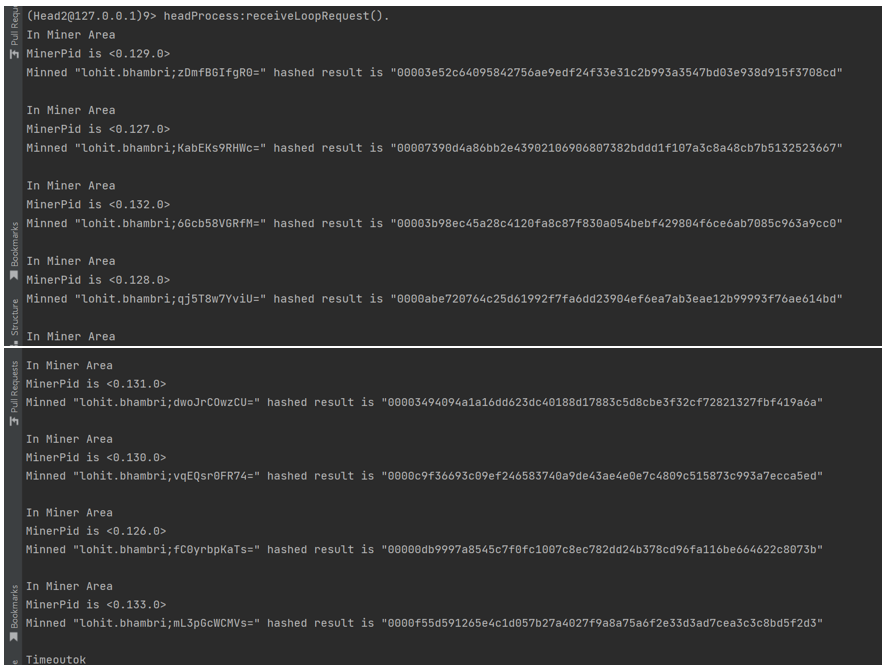 (Head2@127.0.0.1)9> headProcess:receiveLoopRequest().
In Miner Area
MinerPid is <0.129.0>
Minned "lohit.bhambri;zDmfBGIfgR0=" hashed result is "00003e52c64095842756ae9edf24f33e31c2b993a3547bd03e938d915f3708cd"
In Miner Area
MinerPid is <0.127.0>
Minned "lohit.bhambri;KabEKs9RHWc=" hashed result is "00007390d4a86bb2e43902106906807382bddd1f107a3c8a48cb7b5132523667"
In Miner Area
MinerPid is <0.132.0>
Minned "lohit.bhambri;6Gcb58VGRfM=" hashed result is "00003b98ec45a28c4120fa8c87f830a054bebf429804f6ce6ab7085c963a9cc0"
In Miner Area
MinerPid is <0.128.0>
Minned "lohit.bhambri;qj5T8w7YviU=" hashed result is "0000abe720764c25d61992f7fa6dd23904ef6ea7ab3eae12b99993f76ae614bd"
In Miner Area
Bookmarks
Structure
In Miner Area
MinerPid is <0.131.0>
Minned "lohit.bhambri;dwoJrCOwzCU=" hashed result is "00003494094a1a16dd623dc40188d17883c5d8cbe3f32cf72821327fbf419a6a"
In Miner Area
MinerPid is <0.130.0>
Minned "lohit.bhambri;vqEQsr0FR74=" hashed result is "0000c9f36693c09ef246583740a9de43ae4e0e7c4809c515873c993a7ecca5ed"
In Miner Area
MinerPid is <0.126.0>
Minned "lohit.bhambri;fC0yrbpKaTs=" hashed result is "00000db9997a8545c7f0fc1007c8ec782dd24b378cd96fa116be664622c8073b"
In Miner Area
MinerPid is <0.133.0>
Minned "lohit.bhambri;mL3pGcWCMVs=" hashed result is "0000f55d591265e4c1d057b27a4027f9a8a75a6f2e33d3ad7cea3c3c8bd5f2d3"
Timeoutok
Pull Requests
Bookmarks